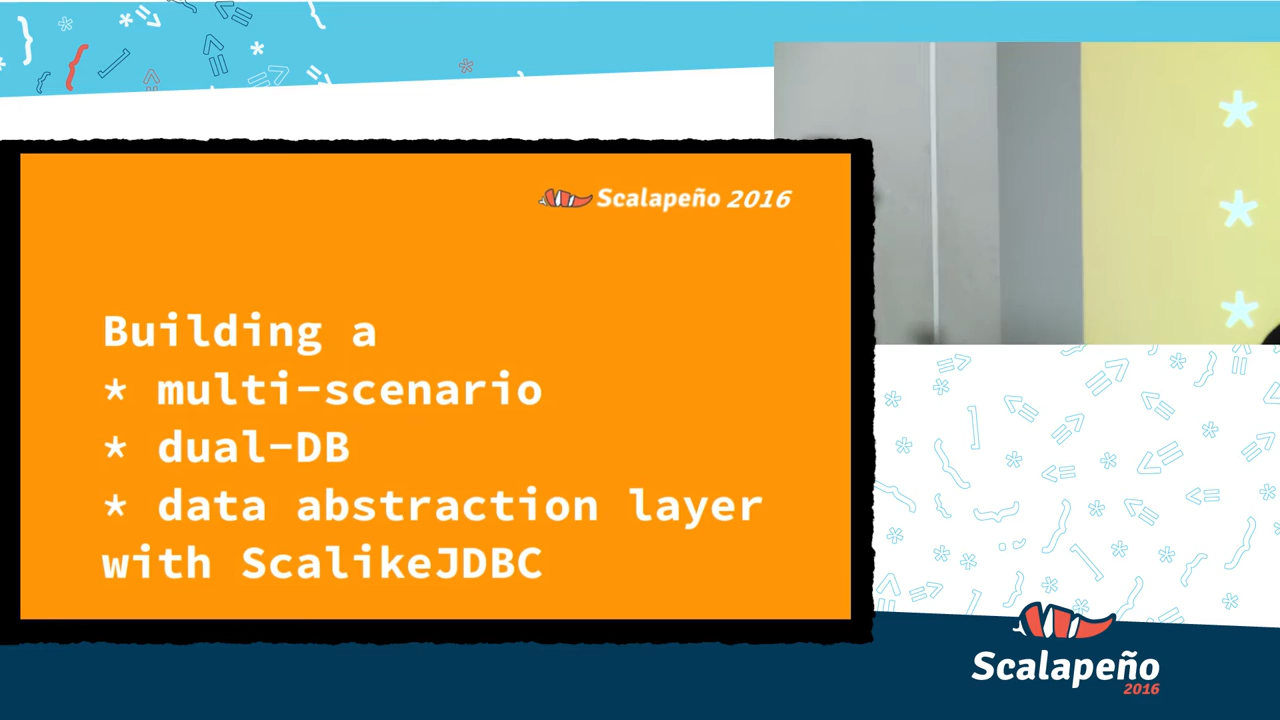 Scalapeño 2016
Building a
* multi-scenario
* dual-DB
* data abstraction layer
with ScalikeJDBC
* 
* 
* 
Scalapeño
2016